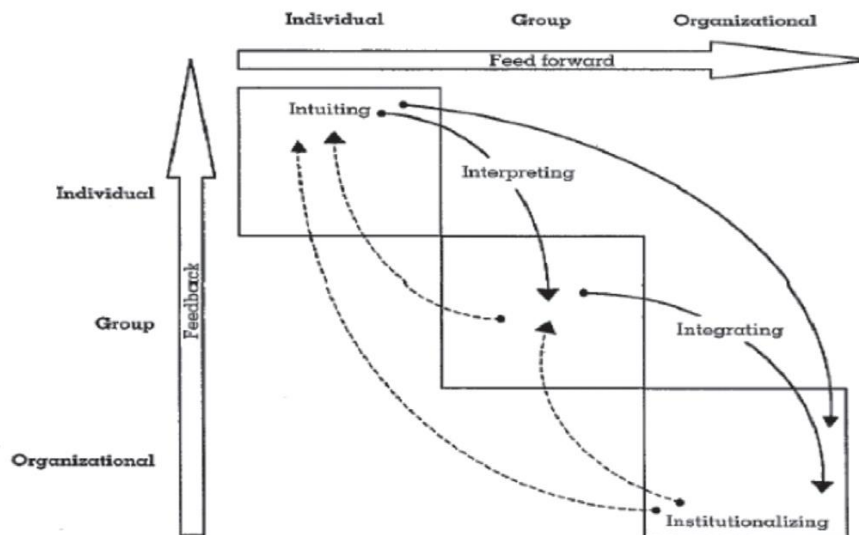 Individual Group Organizational
Feed forward
Intuiting
Interpreting
Individual
Feedback
Group
Integrating
Organizational
Institutionalizing